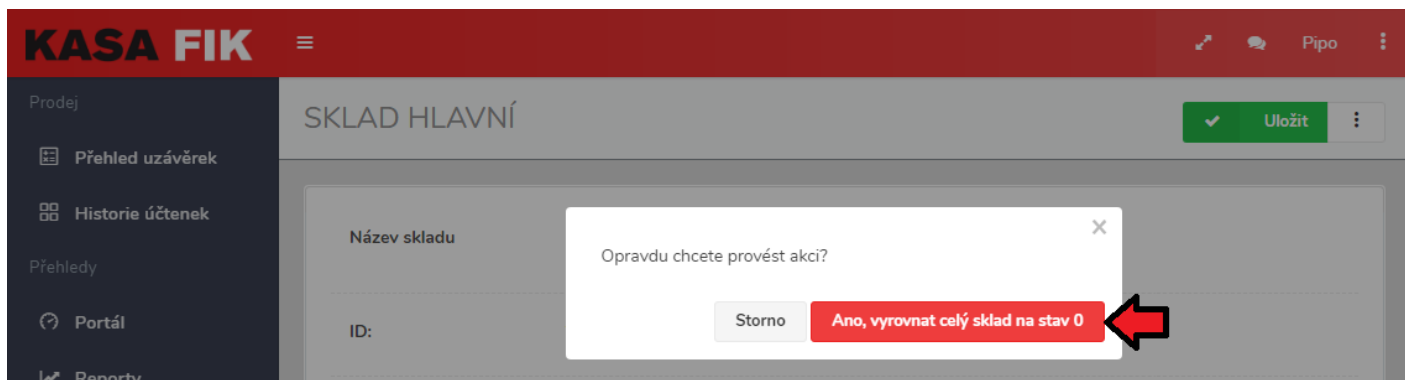 KASA FIK
Pipo
Prodej
Přehled uzávěrek
Historie účtenek
Přehledy
Portál
Reporty
SKLAD HLAVNÍ
Uložit
Název skladu
ID:
Opravdu chcete provést akci?
Storno
Ano, vyrovnat celý sklad na stav 0